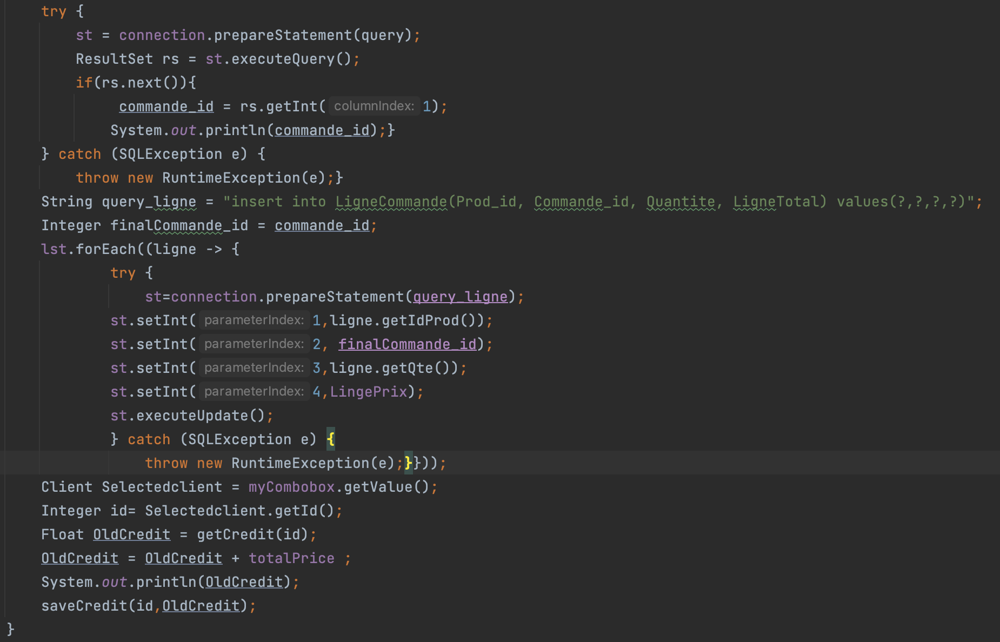 try {
st = connection.prepareStatement(query);
ResultSet rs = st.executeQuery();
if(rs.next()){
commande_id = rs.getInt( columnIndex: 1);
System.out.println(commande_id);}
} catch (SQLException e) {
throw new RuntimeException(e);}
String query_ligne = "insert into LigneCommande(Prod_id, Commande_id, Quantite, LigneTotal) values(?,?,?,?)";
Integer finalCommande_id = commande_id;
lst.forEach((ligne -> {
try {
st=connection.prepareStatement(query_ligne);
st.setInt( parameterIndex: 1,ligne.getIdProd());
st.setInt( parameterIndex: 2, finalCommande_id);
st.setInt( parameterIndex: 3,ligne.getQte());
st.setInt( parameterIndex: 4,LingePrix);
st.executeUpdate();
} catch (SQLException e) {
throw new RuntimeException(e);}}));
Client Selectedclient = myCombobox.getValue();
Integer id= Selectedclient.getId();
Float OldCredit = getCredit(id);
OldCredit = OldCredit + totalPrice ;
System.out.println(OldCredit);
saveCredit(id,OldCredit);
}